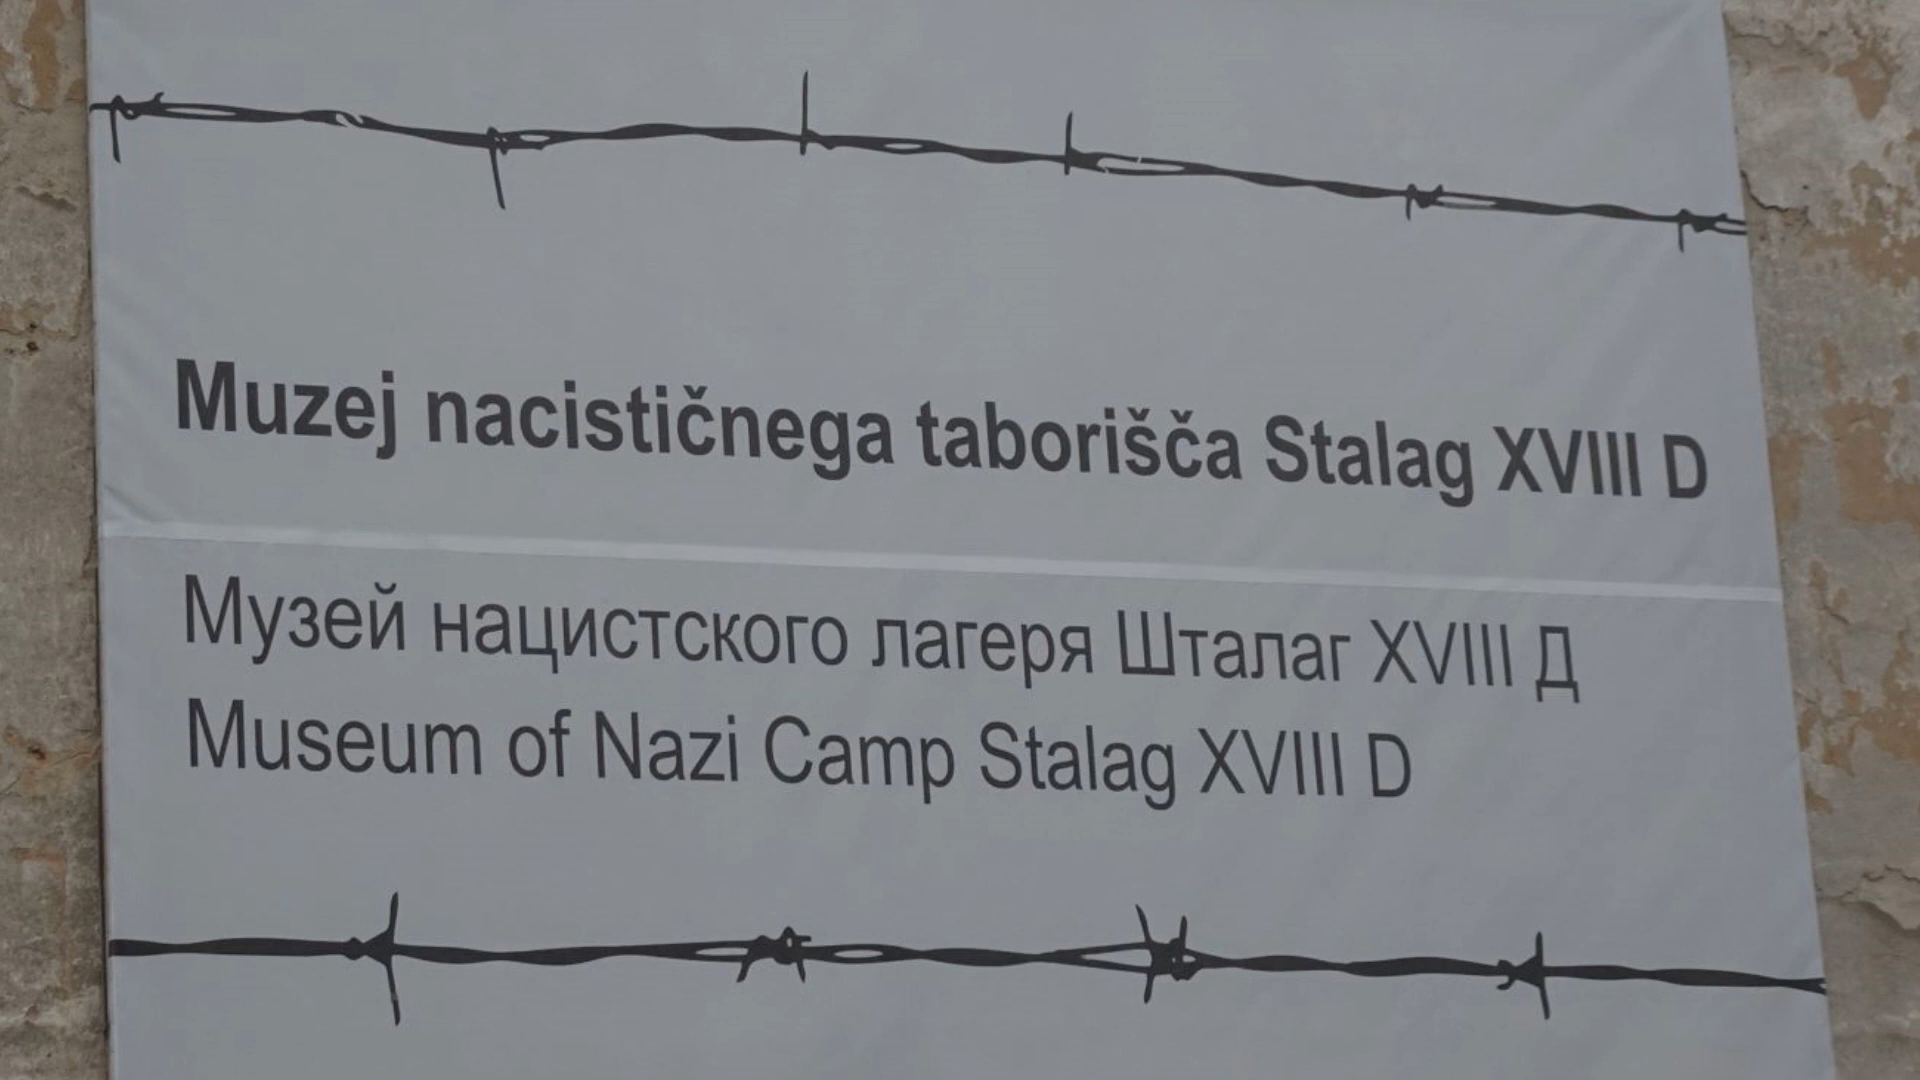 Muzej nacističnega taborišča Stalag XVIII D
Музей нацистского лагеря Шталаг XVIII Д
Museum of Nazi Camp Stalag XVIII D